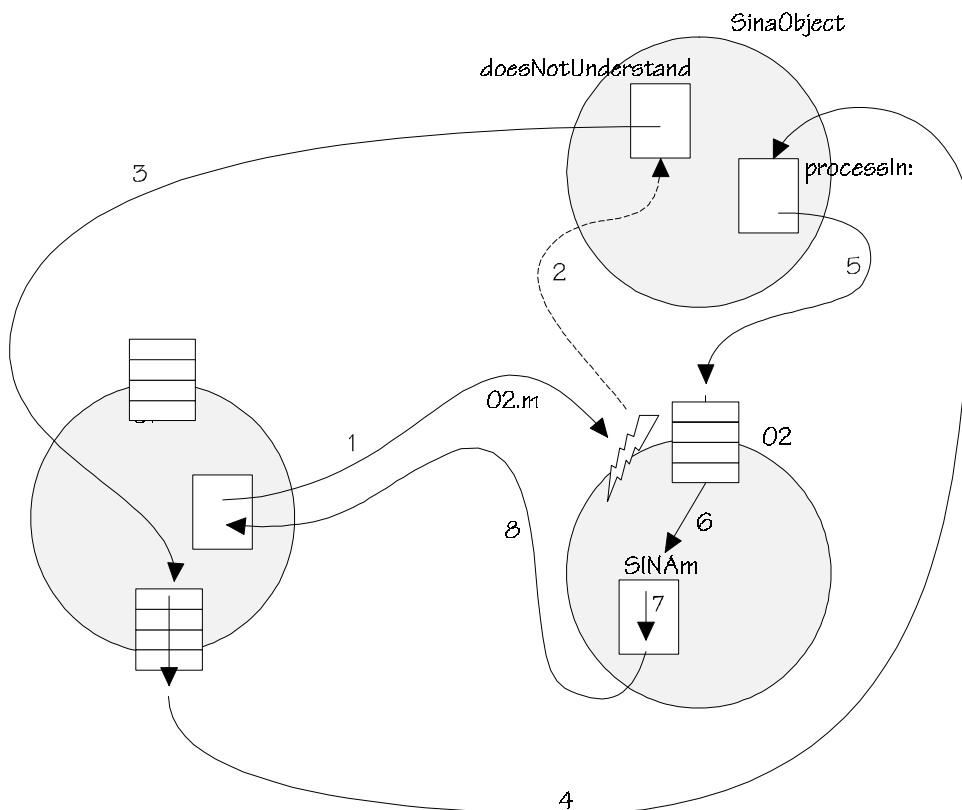 SinaObject
doesNotUnderstand
processIn:
3
2
5
O2.m
1
O2
6
8
SINAm
7
4